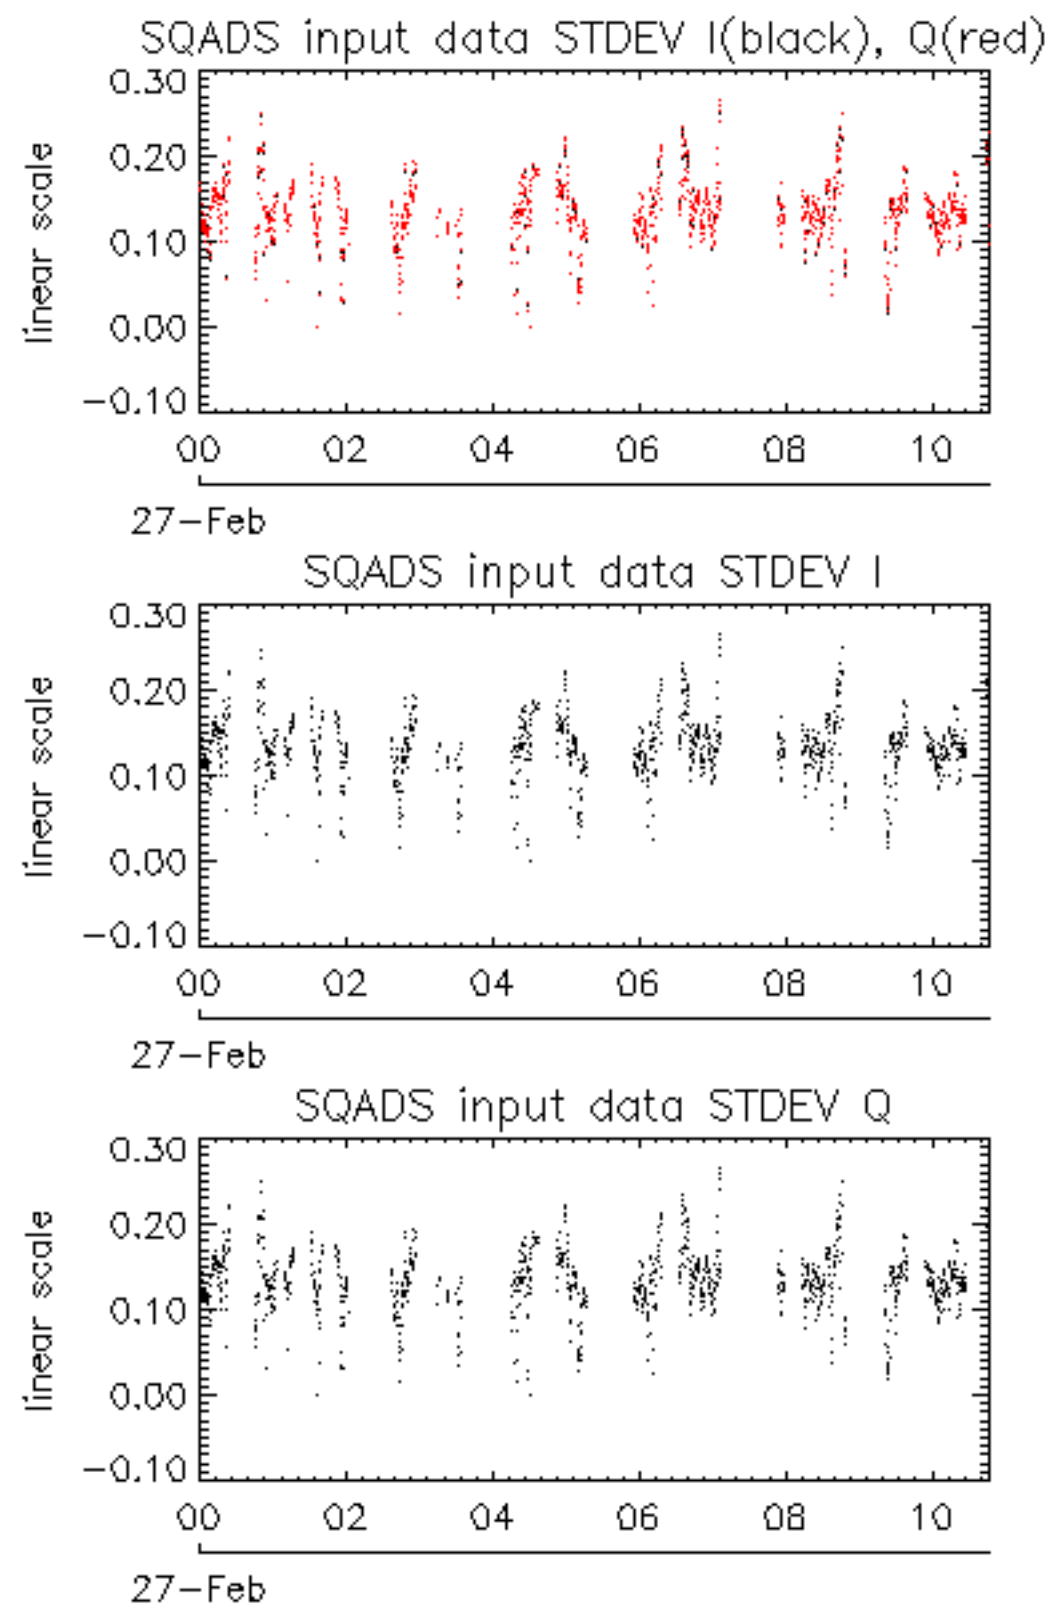 SQADS input data STDEV I(black), Q(red)
0.30
0.20
0.10
0.00
-0.10
linear scale
00 02 04 06 08 10
27-Feb
SQADS input data STDEV I
0.30
0.20
0.10
0.00
-0.10
linear scale
00 02 04 06 08 10
27-Feb
SQADS input data STDEV Q
0.30
0.20
0.10
0.00
-0.10
linear scale
00 02 04 06 08 10
27-Feb